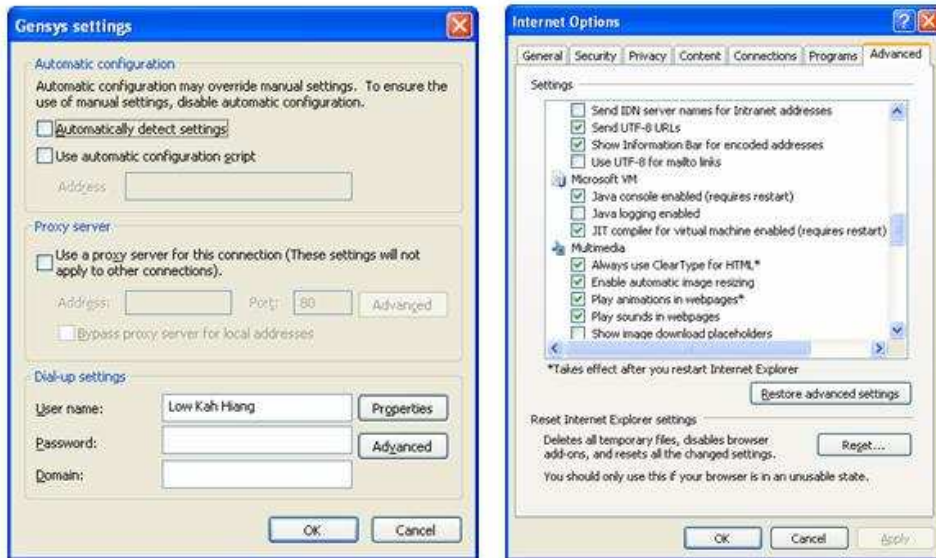 Gensys settings
Automatic configuration
Automatic configuration may override manual settings. To ensure the
use of manual settings, disable automatic configuration.
Automatically detect settings
Use automatic configuration script
Address
Proxy server
Use a proxy server for this connection (These settings will not
apply to other connections).
Address: Port: 80 Advanced
Bypass proxy server for local addresses
Dial-up settings
User name: Low Kah Hiang Properties
Password: Advanced
Domain:
OK Cancel
Internet Options
General Security Privacy Content Connections Programs Advanced
Settings
Send IDN server names for Intranet addresses
Send UTF-8 URLs
Show Information Bar for encoded addresses
Use UTF-8 for mailto links
Microsoft VM
Java console enabled (requires restart)
Java logging enabled
JIT compiler for virtual machine enabled (requires restart)
Multimedia
Always use ClearType for HTML*
Enable automatic image resizing
Play animations in webpages*
Play sounds in webpages
Show image download placeholders
*Takes effect after you restart Internet Explorer
Restore advanced settings
Reset Internet Explorer settings
Deletes all temporary files, disables browser
add-ons, and resets all the changed settings.
Reset...
You should only use this if your browser is in an unusable state.
OK Cancel Apply